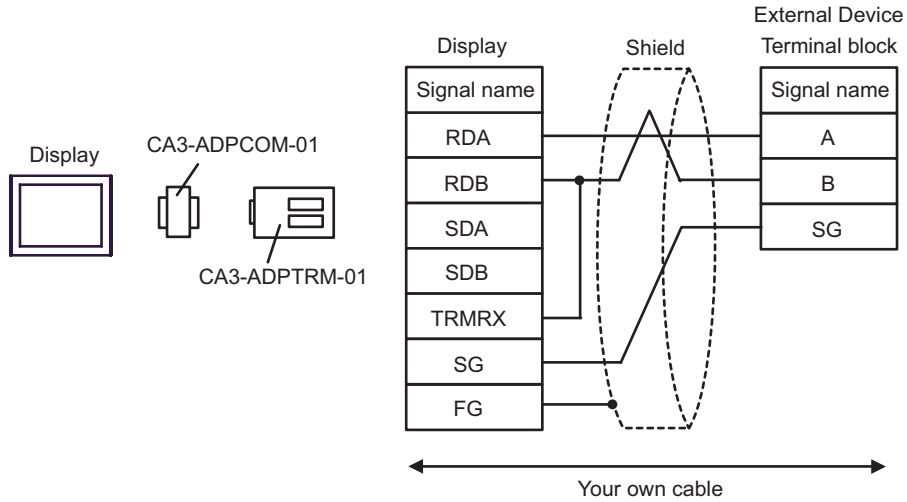 External Device
Display
Shield
Terminal block
Signal name
Signal name
RDA
A
Display
CA3-ADPCOM-01
RDB
B
SDA
SG
SDB
CA3-ADPTRM-01
TRMRX
SG
FG
Your own cable